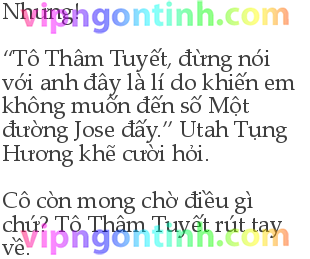 Nhưng!
vipngontinh.com
“Tô Thâm Tuyết, đừng nói
với anh đây là lí do khiến em
không muốn đến số Một
đường Jose đấy.” Utah Tụng
Hương khẽ cười hỏi.
Cô còn mong chờ điều gì
chứ? Tô Thâm Tuyết rút tay
về.
vipngontinh.com